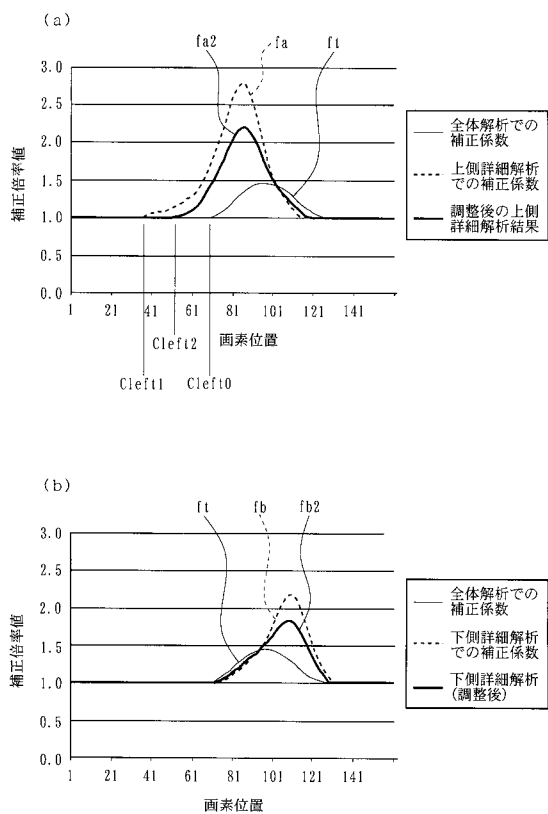 (a)
fa2
fa
ft
3.0
2.5
2.0
1.5
1.0
0.5
0.0
補正倍率値
1 21 41 61 81 101 121 141
画素位置
Cleft2
Cleft1 Cleft0
全体解析での
補正係数
上側詳細解析
での補正係数
調整後の上側
詳細解析結果
(b)
ft
fb
fb2
3.0
2.5
2.0
1.5
1.0
0.5
0.0
補正倍率値
1 21 41 61 81 101 121 141
画素位置
全体解析での
補正係数
下側詳細解析
での補正係数
下側詳細解析
(調整後)